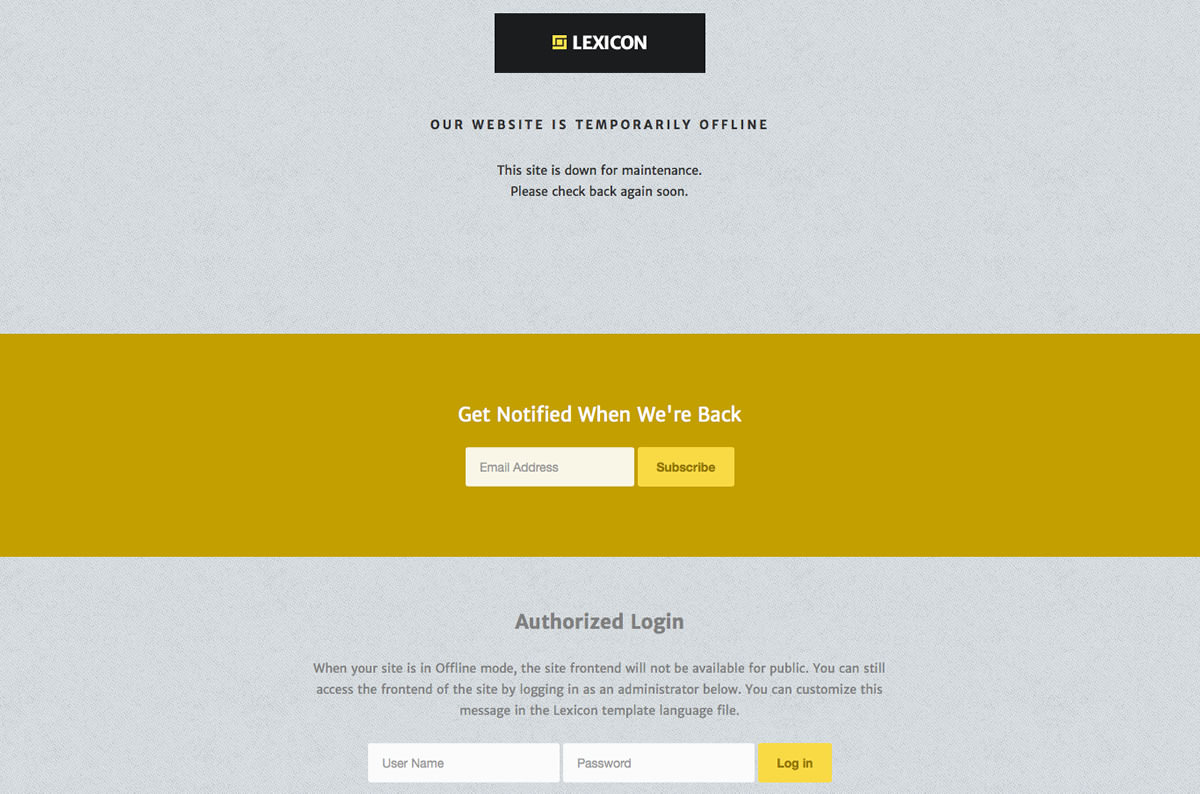 LEXICON
OUR WEBSITE IS TEMPORARILY OFFLINE
This site is down for maintenance.
Please check back again soon.
Get Notified When We're Back
Email Address
Subscribe
Authorized Login
When your site is in Offline mode, the site frontend will not be available for public. You can still
access the frontend of the site by logging in as an administrator below. You can customize this
message in the Lexicon template language file.
User Name
Password
Log in